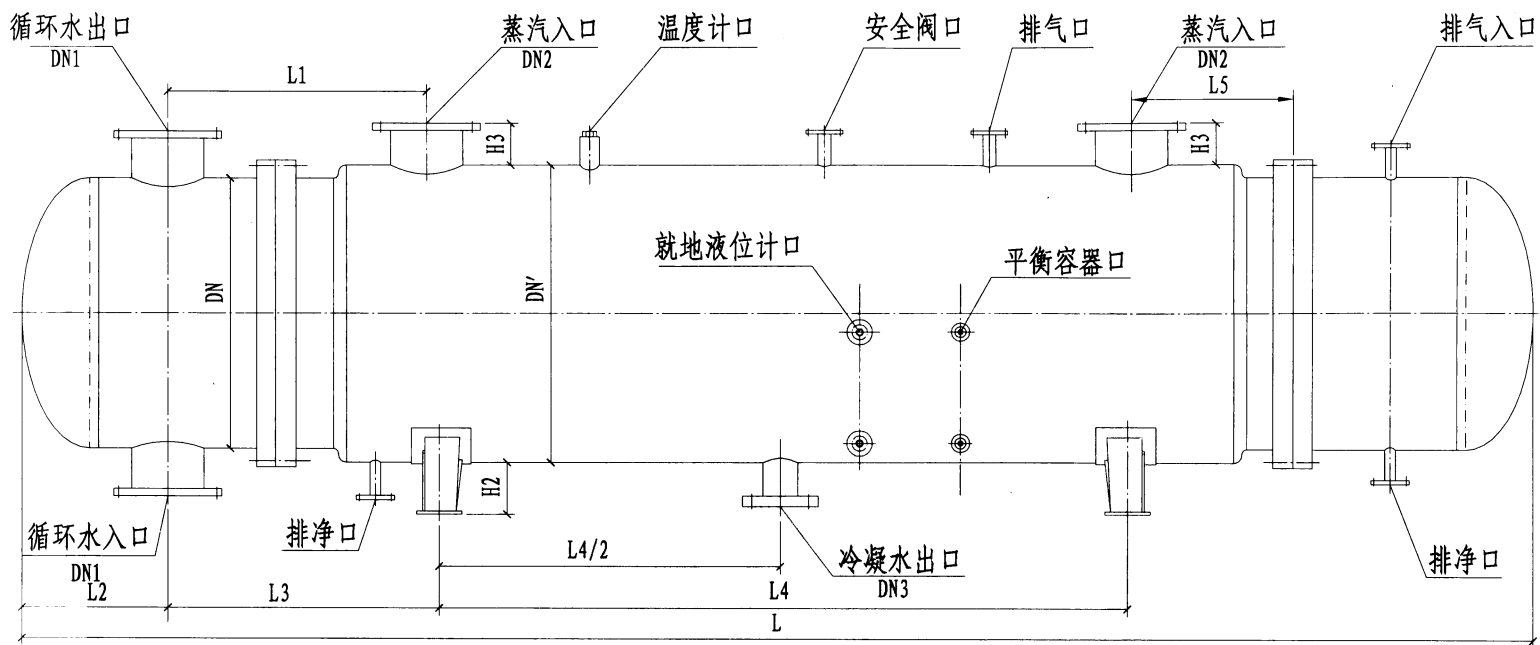 循环水出口
DN1
蒸汽入口
DN2
温度计口
安全阀口
排气口
蒸汽入口
DN2
排气入口
L1
L5
H3
H3
就地液位计口
平衡容器口
DN
DN'
H2
循环水入口
DN1
排净口
L4/2
冷凝水出口
DN3
排净口
L2
L3
L4
L